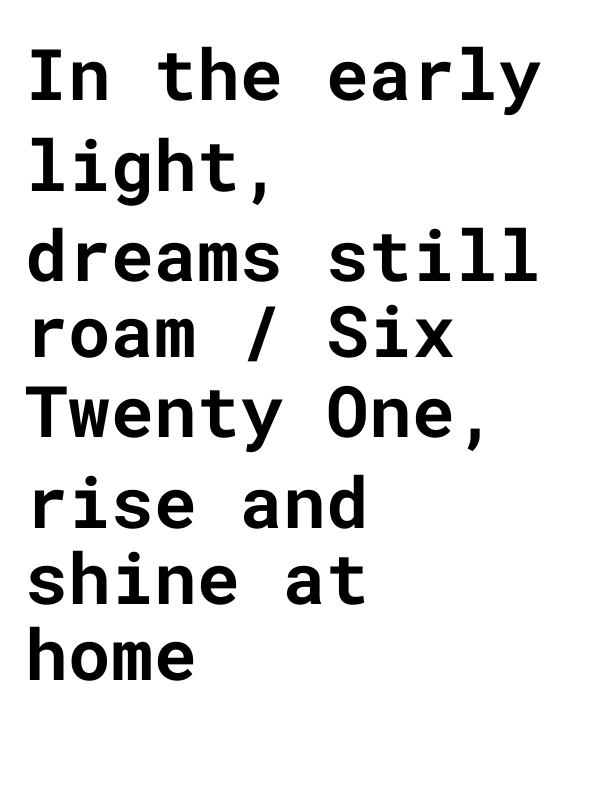 In the early
light,
dreams still
roam / Six
Twenty One,
rise and
shine at
home